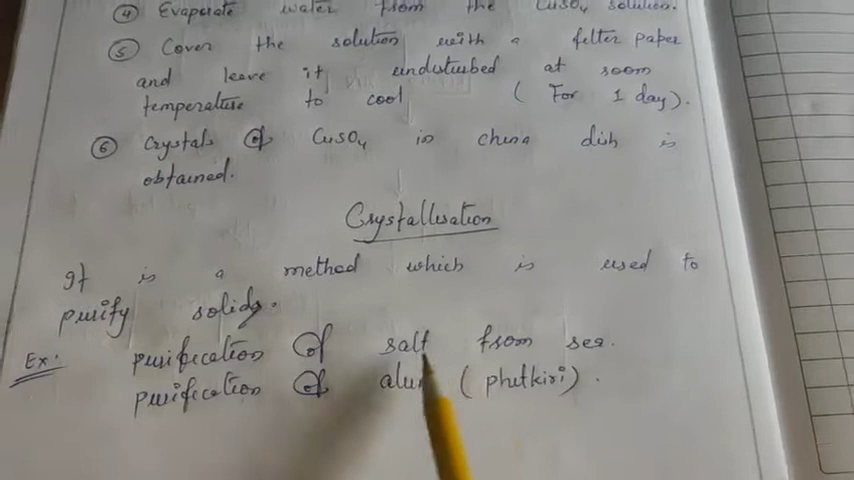 ④ Evaporate water from the CuSO₄ solution.
⑤ Cover the solution with a filter paper
and leave it undisturbed at room
temperature to cool ( For 1 day ).
⑥ Crystals of CuSO₄ in china dish is
obtained.
Crystallisation
It is a method which is used to
purify solids.
Ex: purification of salt from sea.
purification of alum ( phitkiri ) .